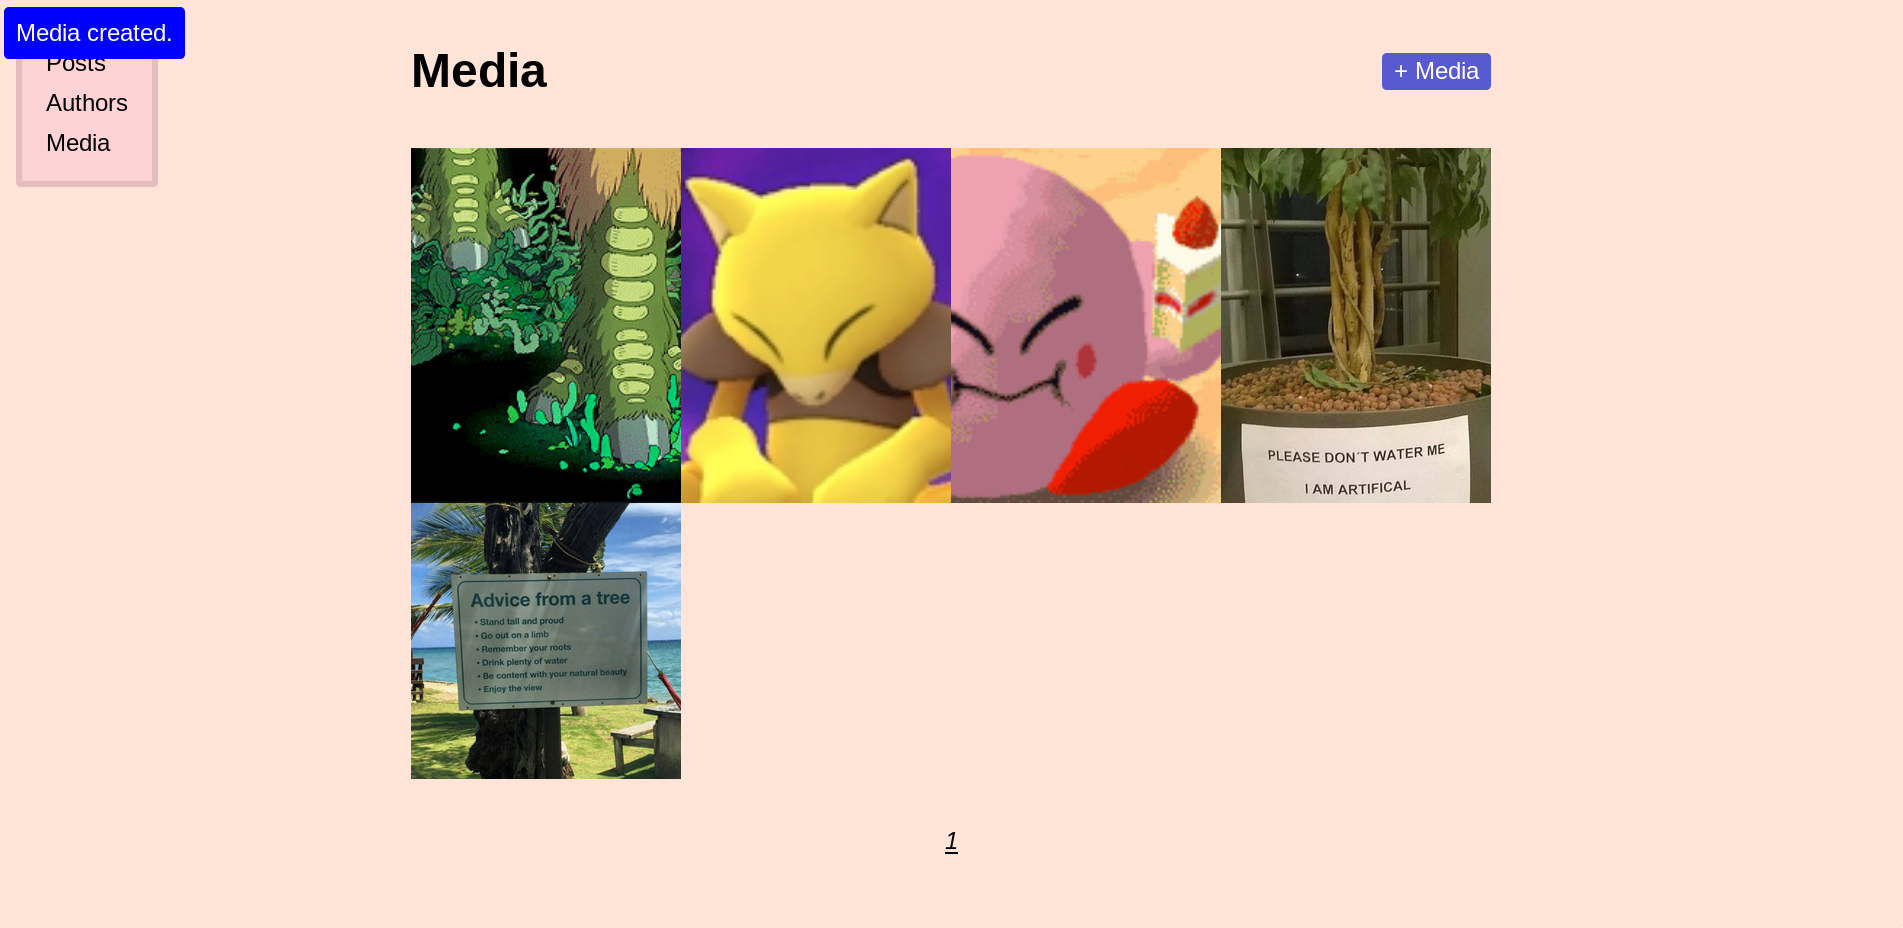 Media created.
Posts
Authors
Media
Media
+ Media
PLEASE DON´T WATER ME
I AM ARTIFICAL
Advice from a tree
• Stand tall and proud
• Go out on a limb
• Remember your roots
• Drink plenty of water
• Be content with your natural beauty
• Enjoy the view
1